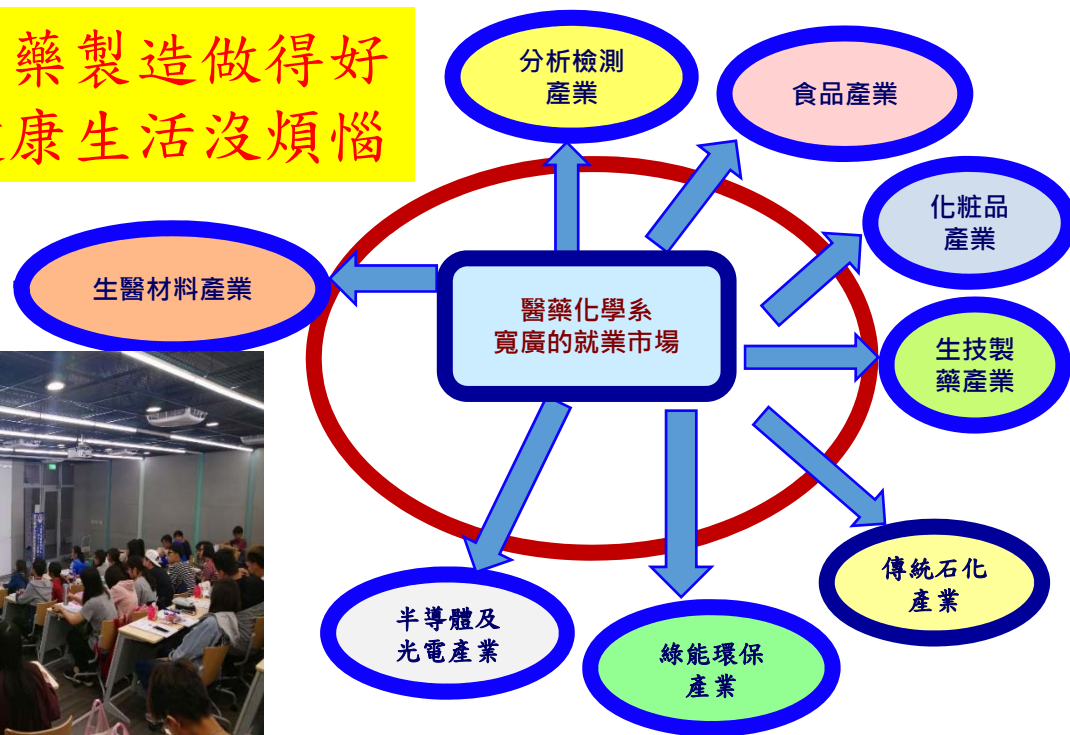 藥製造做得好
康生活沒煩惱
分析檢測
產業
食品產業
化粧品
產業
生醫材料產業
醫藥化學系
寬廣的就業市場
生技製
藥產業
傳統石化
產業
半導體及
光電產業
綠能環保
產業